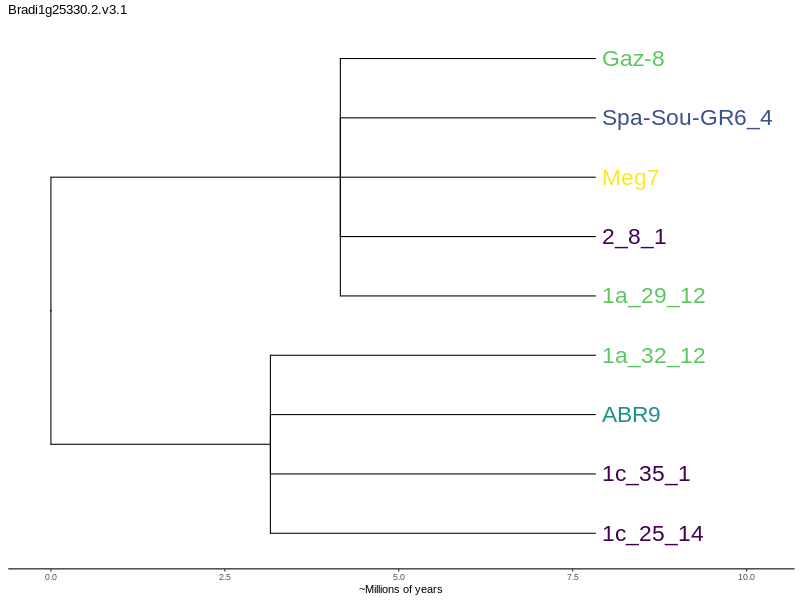 Bradi1g25330.2.v3.1
Gaz-8
Spa-Sou-GR6_4
Meg7
2_8_1
1a_29_12
1a_32_12
ABR9
1c_35_1
1c_25_14
0.0 2.5 5.0 7.5 10.0
~Millions of years